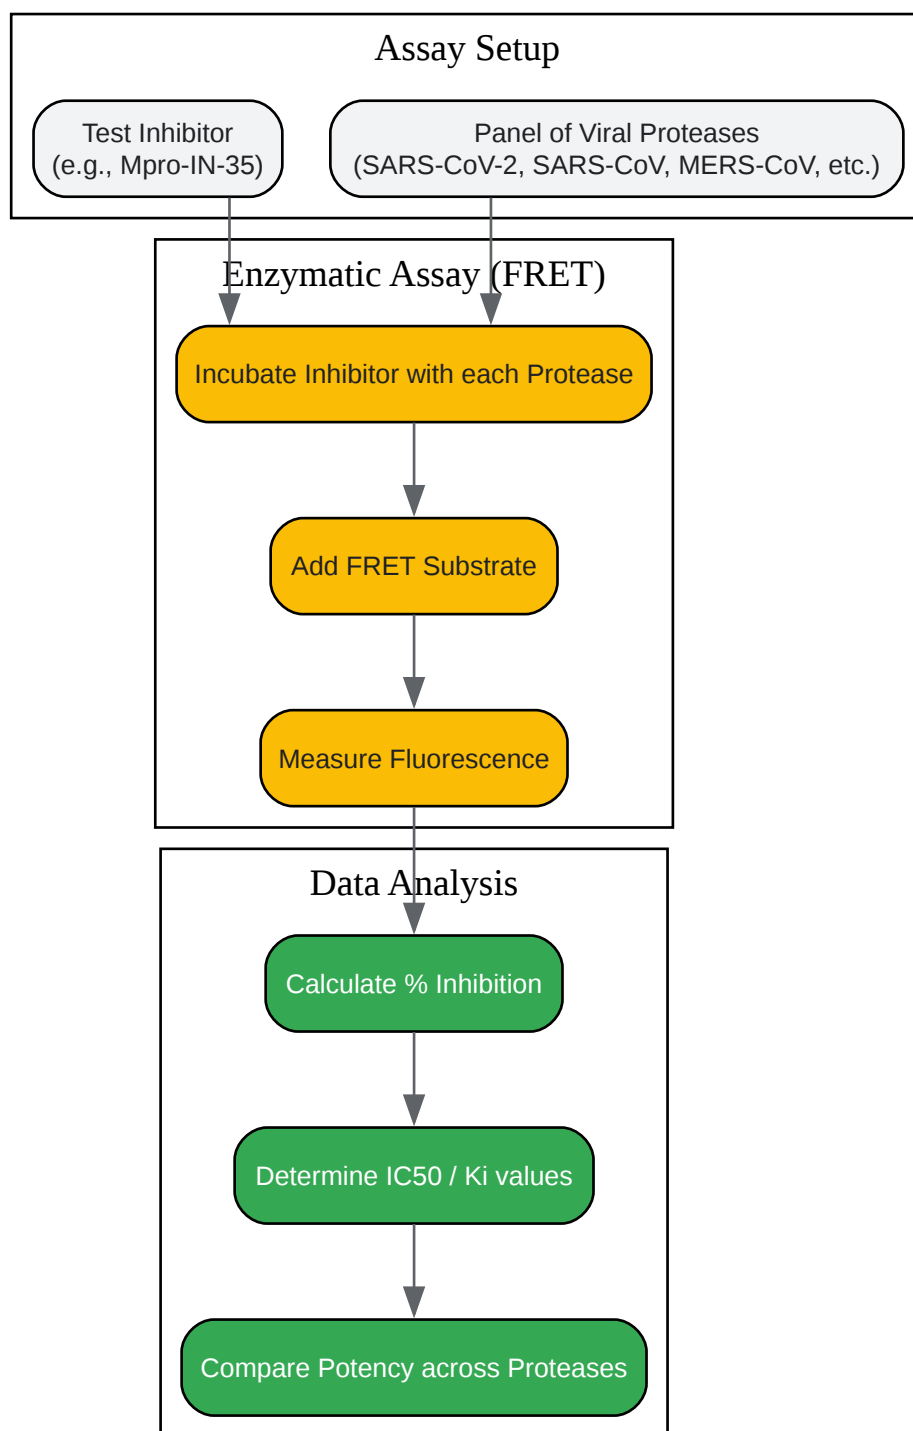 Assay Setup
Test Inhibitor
(e.g., Mpro-IN-35)
Panel of Viral Proteases
(SARS-CoV-2, SARS-CoV, MERS-CoV, etc.)
Enzymatic Assay (FRET)
Incubate Inhibitor with each Protease
Add FRET Substrate
Measure Fluorescence
Data Analysis
Calculate % Inhibition
Determine IC50 / Ki values
Compare Potency across Proteases